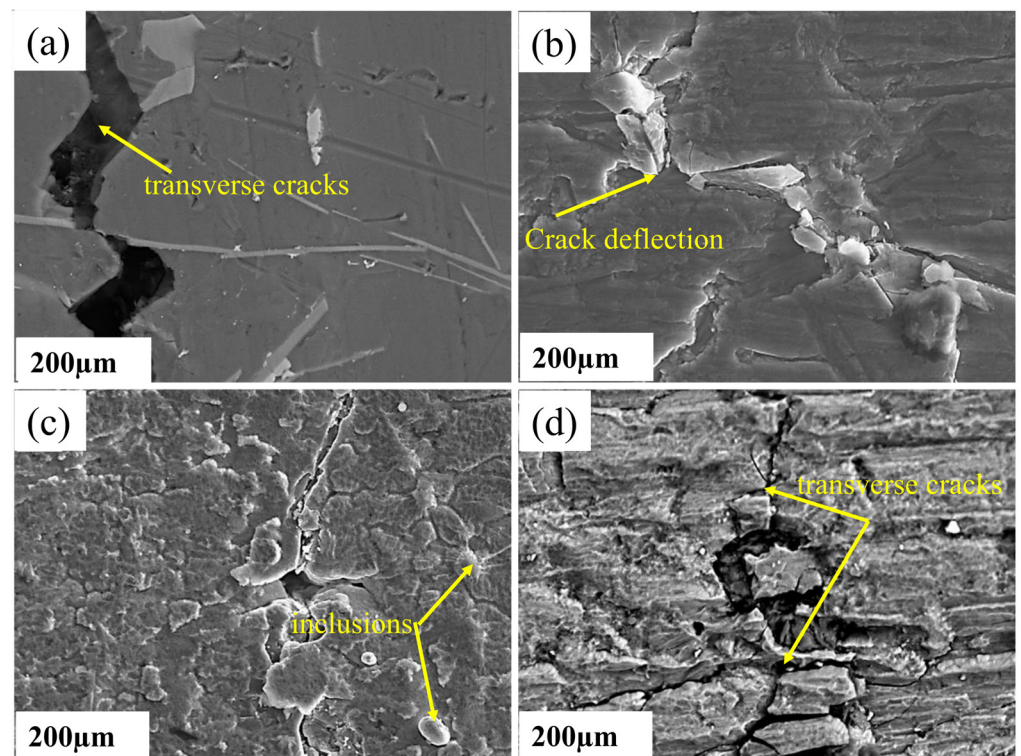 (a)
transverse cracks
200μm
(b)
Crack deflection
200μm
(c)
inclusions
200μm
(d)
transverse cracks
200μm